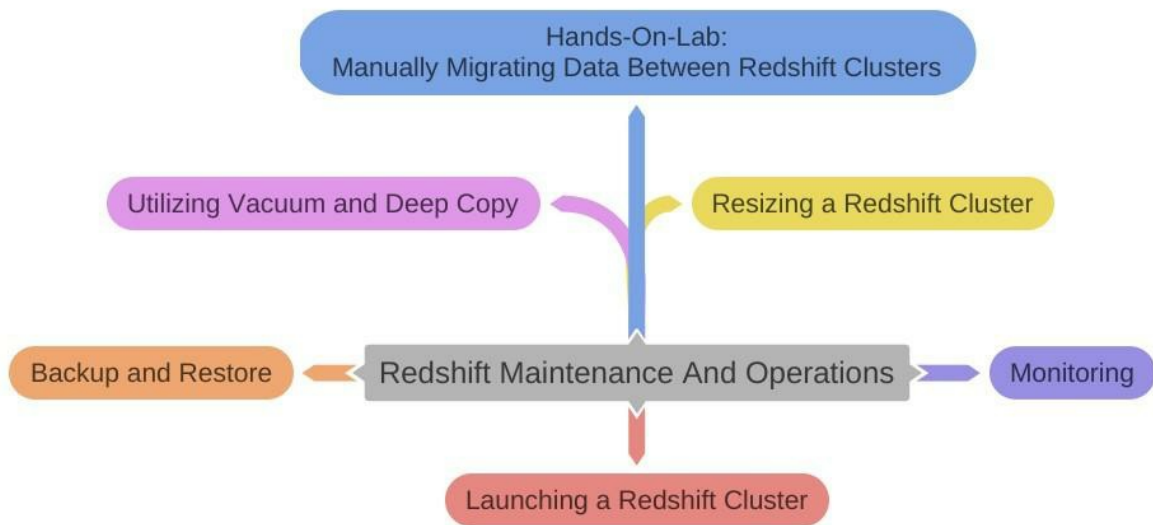 Hands-On-Lab:
Manually Migrating Data Between Redshift Clusters
Utilizing Vacuum and Deep Copy
Resizing a Redshift Cluster
Backup and Restore
Redshift Maintenance And Operations
Monitoring
Launching a Redshift Cluster